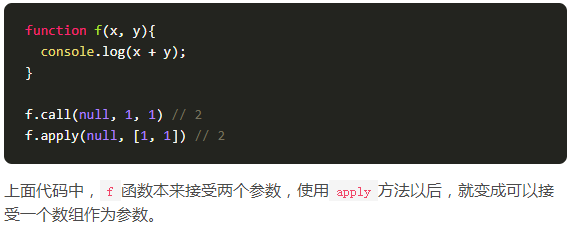 function f(x, y){
  console.log(x + y);
}
f.call(null, 1, 1) // 2
f.apply(null, [1, 1]) // 2
上面代码中，f 函数本来接受两个参数，使用 apply 方法以后，就变成可以接
受一个数组作为参数。